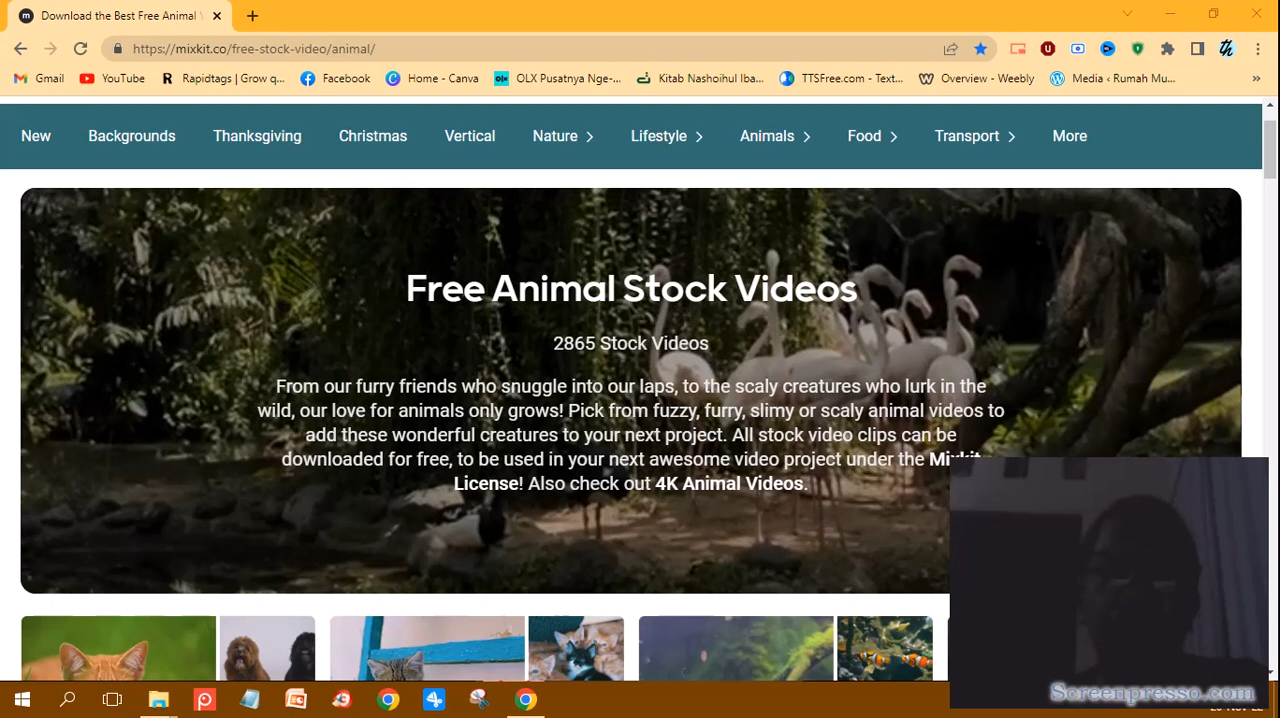 Download the Best Free Animal
https://mixkit.co/free-stock-video/animal/
Gmail YouTube Rapidtags | Grow q... Facebook Home - Canva OLX Pusatnya Nge-... Kitab Nashoihul Iba... TTSFree.com - Text... Overview - Weebly Media ‹ Rumah Mu... »
New Backgrounds Thanksgiving Christmas Vertical Nature Lifestyle Animals Food Transport More
Free Animal Stock Videos
2865 Stock Videos
From our furry friends who snuggle into our laps, to the scaly creatures who lurk in the
wild, our love for animals only grows! Pick from fuzzy, furry, slimy or scaly animal videos to
add these wonderful creatures to your next project. All stock video clips can be
downloaded for free, to be used in your next awesome video project under the Mixkit
License! Also check out 4K Animal Videos.
Screenpresso.com